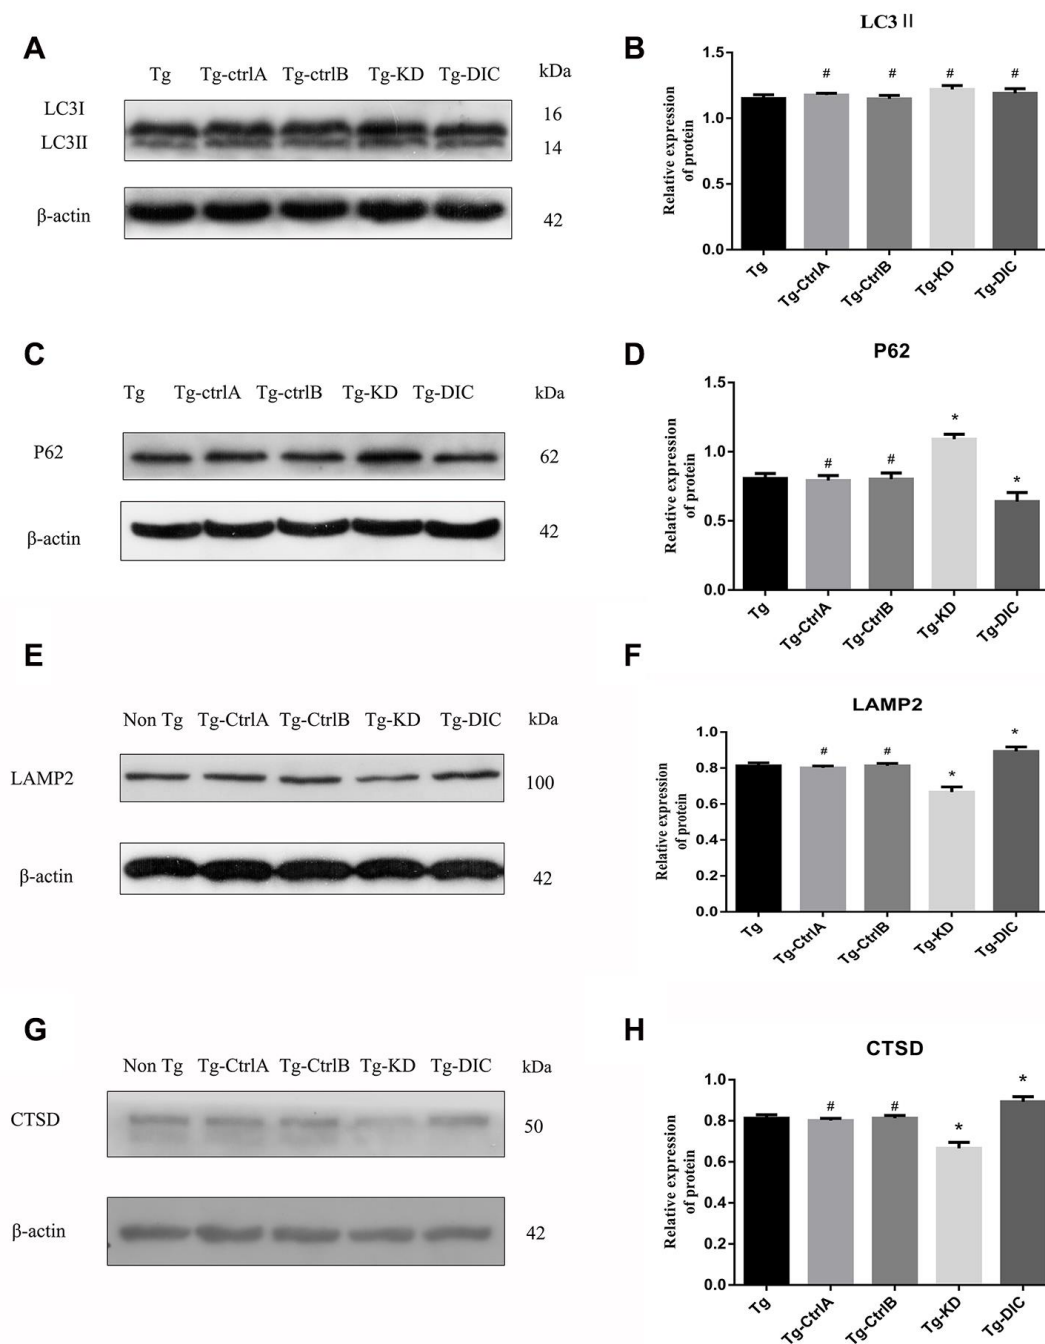 A
Tg Tg-ctrlA Tg-ctrlB Tg-KD Tg-DIC kDa
LC3I 16
LC3II 14
β-actin 42
B
LC3 II
Relative expression
of protein
1.5
1.0
0.5
0.0
Tg Tg-CtrlA Tg-CtrlB Tg-KD Tg-DIC
# # # #
C
Tg Tg-ctrlA Tg-ctrlB Tg-KD Tg-DIC kDa
P62 62
β-actin 42
D
P62
Relative expression
of protein
1.5
1.0
0.5
0.0
Tg Tg-CtrlA Tg-CtrlB Tg-KD Tg-DIC
# # * *
E
Non Tg Tg-CtrlA Tg-CtrlB Tg-KD Tg-DIC kDa
LAMP2 100
β-actin 42
F
LAMP2
Relative expression
of protein
1.0
0.8
0.6
0.4
0.2
0.0
Tg Tg-CtrlA Tg-CtrlB Tg-KD Tg-DIC
# # * *
G
Non Tg Tg-CtrlA Tg-CtrlB Tg-KD Tg-DIC kDa
CTSD 50
β-actin 42
H
CTSD
Relative expression
of protein
1.0
0.8
0.6
0.4
0.2
0.0
Tg Tg-CtrlA Tg-CtrlB Tg-KD Tg-DIC
# # * *